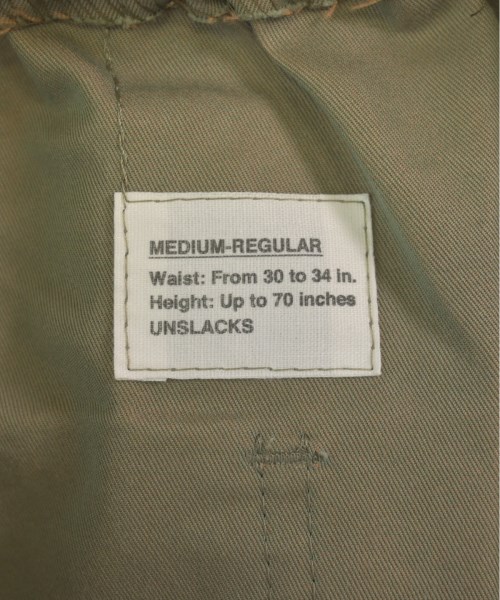 MEDIUM-REGULAR
Waist: From 30 to 34 in.
Height: Up to 70 inches
UNSLACKS